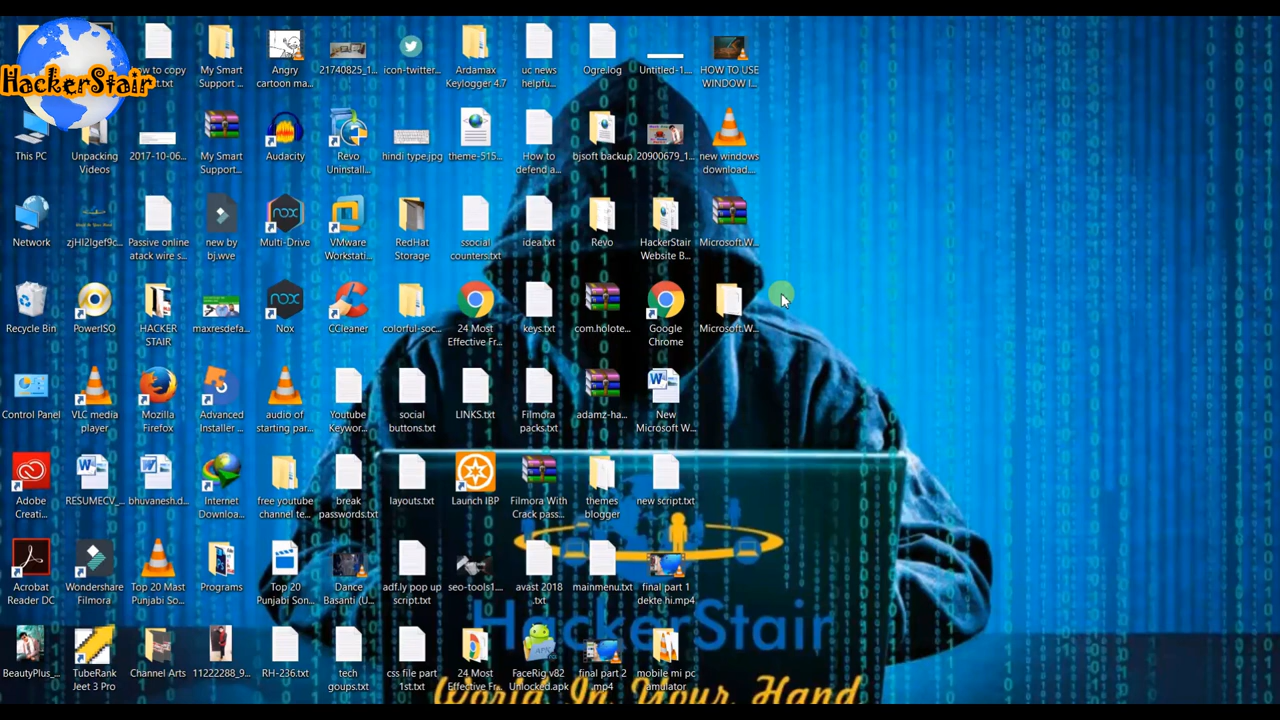 HackerStair
how to copy
t.txt
My Smart
Support ...
Angry
cartoon ma...
21740825_1...
icon-twitter...
Ardamax
Keylogger 4.7
uc news
helpfu...
Ogre.log
Untitled-1....
HOW TO USE
WINDOW I...
This PC
Unpacking
Videos
2017-10-06...
My Smart
Support...
Audacity
Revo
Uninstall...
hindi type.jpg
theme-515...
How to
defend a...
bjsoft backup
20900679_1...
new windows
download....
Network
zjHI2Igef9c...
Passive online
atack wire s...
new by
bj.wve
Multi-Drive
VMware
Workstati...
RedHat
Storage
ssocial
counters.txt
idea.txt
Revo
HackerStair
Website B...
Microsoft.W...
Recycle Bin
PowerISO
HACKER
STAIR
maxresdefa...
Nox
CCleaner
colorful-soc...
24 Most
Effective Fr...
keys.txt
com.holote...
Google
Chrome
Microsoft.W...
Control Panel
VLC media
player
Mozilla
Firefox
Advanced
Installer ...
audio of
starting par...
Youtube
Keywor...
social
buttons.txt
LINKS.txt
Filmora
packs.txt
adamz-ha...
New
Microsoft W...
Adobe
Creati...
RESUMECV_...
bhuvanesh.d...
Internet
Downloa...
free youtube
channel te...
break
passwords.txt
layouts.txt
Launch IBP
Filmora With
Crack pass...
themes
blogger
new script.txt
Acrobat
Reader DC
Wondershare
Filmora
Top 20 Mast
Punjabi So...
Programs
Top 20
Punjabi Son...
Dance
Basanti (U...
adf.ly pop up
script.txt
seo-tools1....
avast 2018
.txt
mainmenu.txt
final part 1
dekte hi.mp4
HackerStair
BeautyPlus_...
TubeRank
Jeet 3 Pro
Channel Arts
11222288_9...
RH-236.txt
tech
goups.txt
css file part
1st.txt
24 Most
Effective Fr...
FaceRig v82
Unlocked.apk
final part 2
.mp4
mobile mi pc
amulator
World In Your Hand